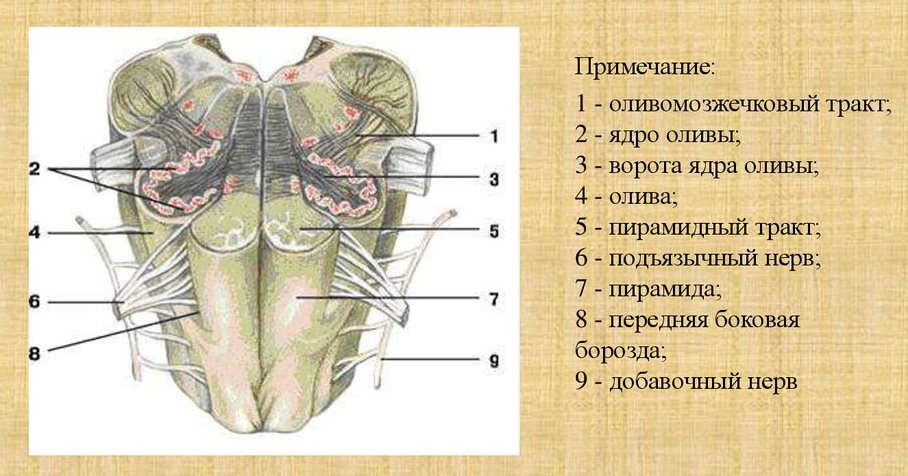 1
2
3
4
5
6
7
8
9
Примечание:
1 - оливомозжечковый тракт;
2 - ядро оливы;
3 - ворота ядра оливы;
4 - олива;
5 - пирамидный тракт;
6 - подъязычный нерв;
7 - пирамида;
8 - передняя боковая
борозда;
9 - добавочный нерв